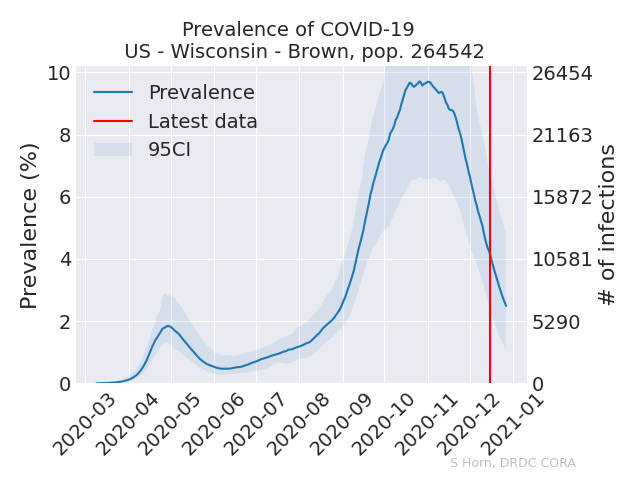 Prevalence of COVID-19
US - Wisconsin - Brown, pop. 264542
Prevalence
Latest data
95CI
Prevalence (%)
10
8
6
4
2
0
26454
21163
15872
10581
5290
0
# of infections
2020-03
2020-04
2020-05
2020-06
2020-07
2020-08
2020-09
2020-10
2020-11
2020-12
2021-01
S Horn, DRDC CORA